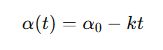 α(t) = α₀ − kt